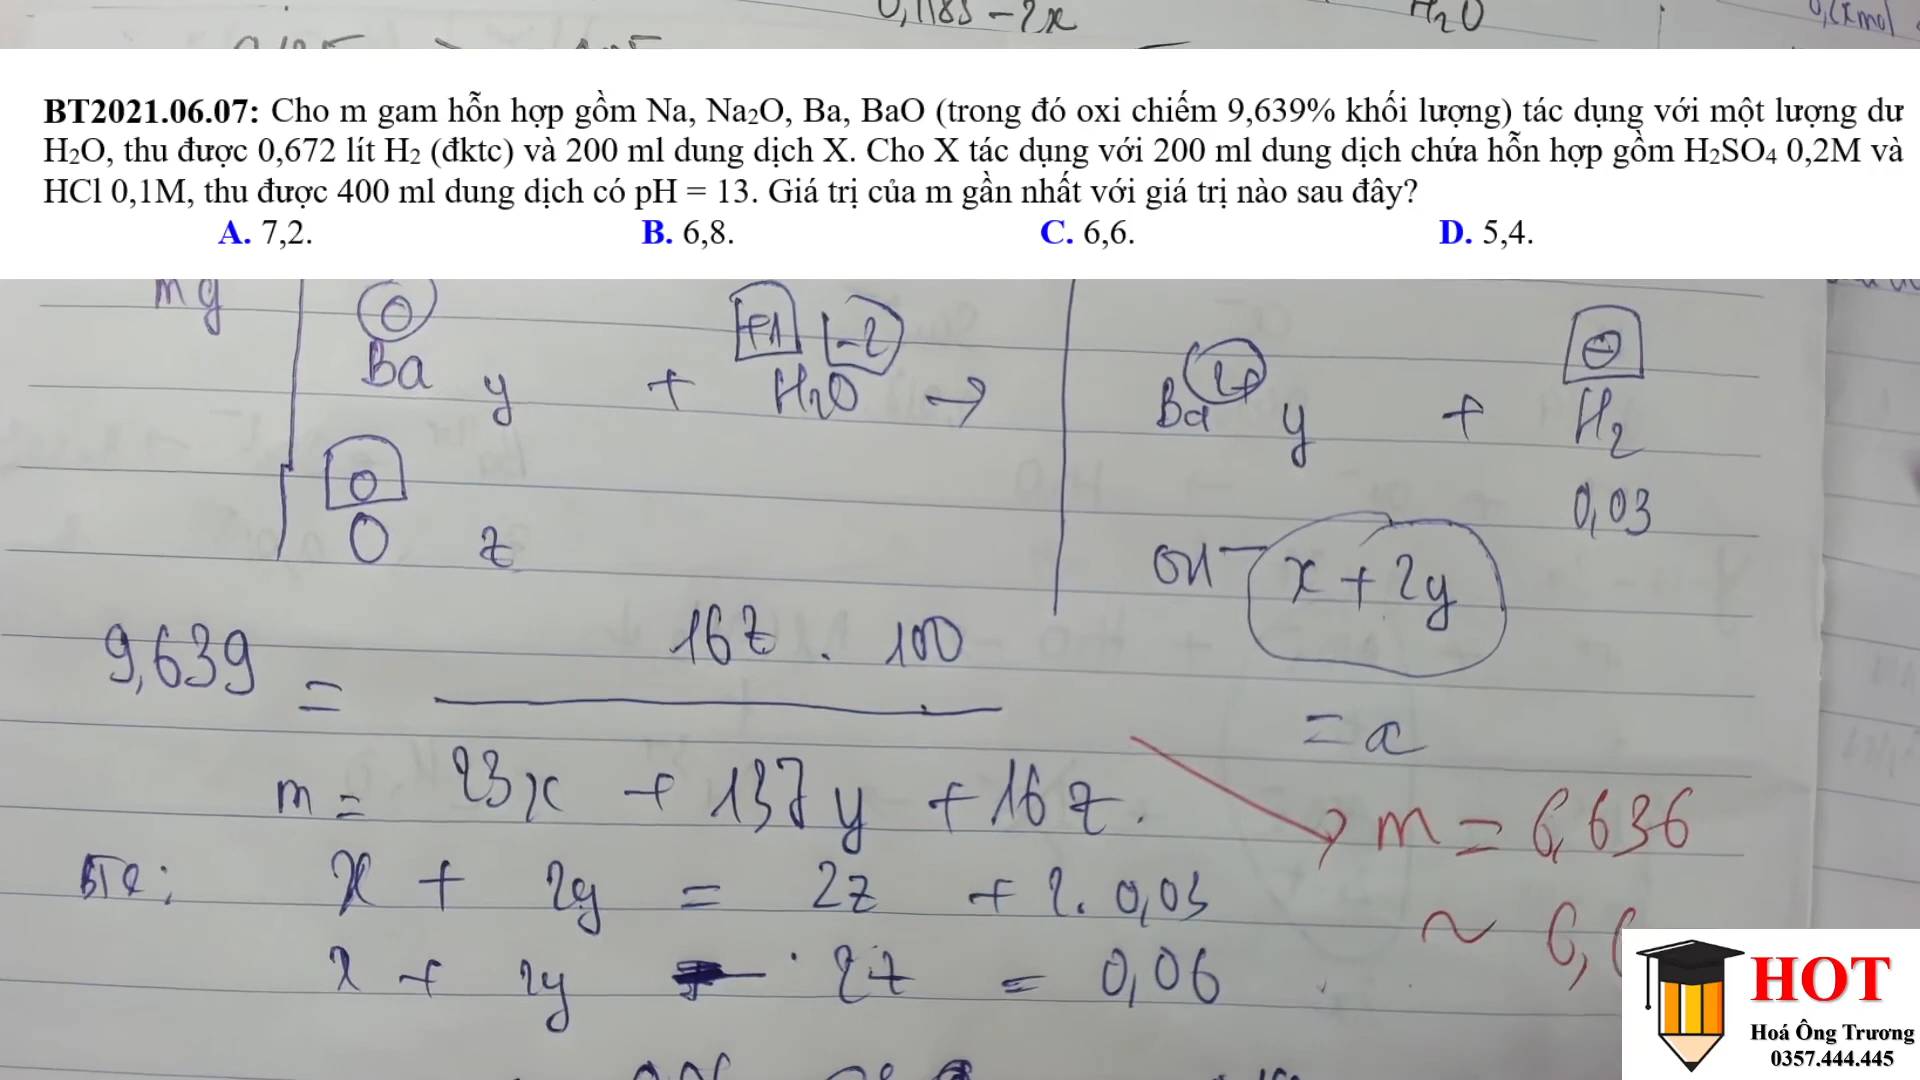 0,1185 - 2x
H2O
BT2021.06.07: Cho m gam hỗn hợp gồm Na, Na2O, Ba, BaO (trong đó oxi chiếm 9,639% khối lượng) tác dụng với một lượng dư
H2O, thu được 0,672 lít H2 (đktc) và 200 ml dung dịch X. Cho X tác dụng với 200 ml dung dịch chứa hỗn hợp gồm H2SO4 0,2M và
HCl 0,1M, thu được 400 ml dung dịch có pH = 13. Giá trị của m gần nhất với giá trị nào sau đây?
A. 7,2. B. 6,8. C. 6,6. D. 5,4.
mg
0 +1 -2 2+ 0
Ba y + H2O → Ba y + H2
0 0,03
O z OH- x + 2y
9,639 = 16z . 100
= a
m = 23x + 137y + 16z. → m = 6,636
BTe: x + 2y = 2z + 2. 0,03
~ 6,
x + 2y - 2z = 0,06
HOT
Hoá Ông Trương
0357.444.445